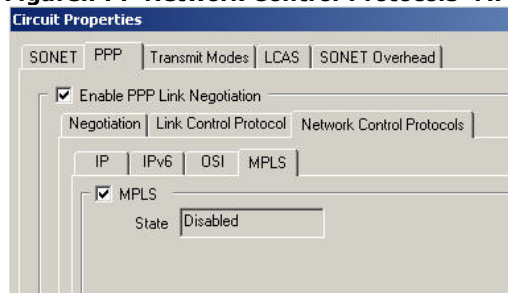 Circuit Properties
SONET PPP Transmit Modes LCAS SONET Overhead
Enable PPP Link Negotiation
Negotiation Link Control Protocol Network Control Protocols
IP IPv6 OSI MPLS
MPLS
State Disabled